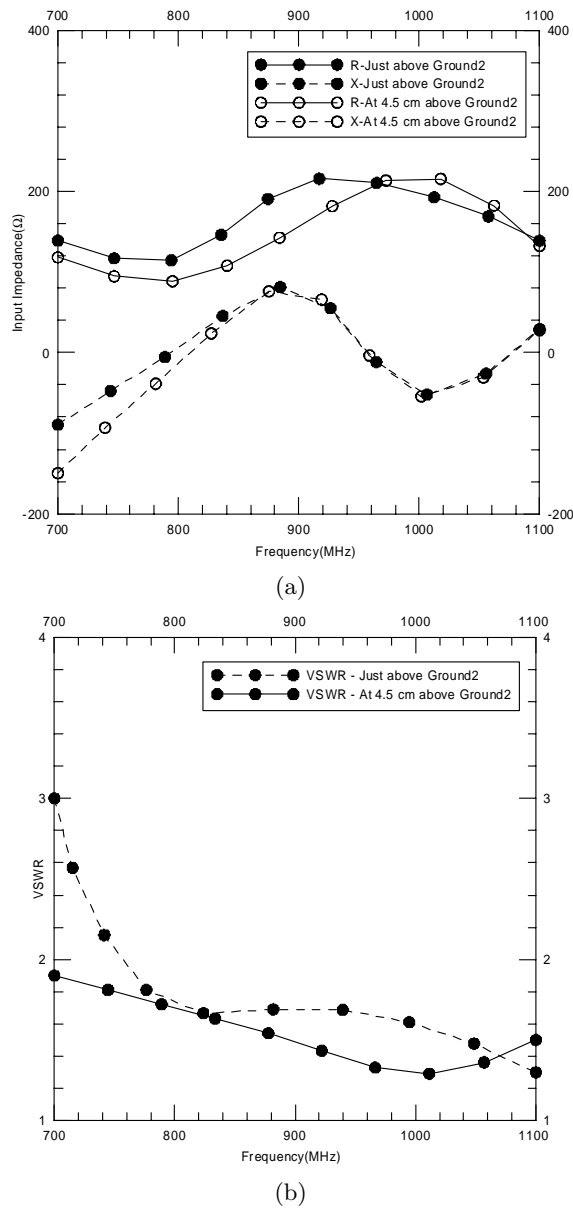 700 800 900 1000 1100
400 400
R-Just above Ground2
X-Just above Ground2
R-At 4.5 cm above Ground2
X-At 4.5 cm above Ground2
200 200
Input Impedance(Ω)
0 0
-200 -200
700 800 900 1000 1100
Frequency(MHz)
(a)
700 800 900 1000 1100
4 4
VSWR - Just above Ground2
VSWR - At 4.5 cm above Ground2
3 3
VSWR
2 2
1 1
700 800 900 1000 1100
Frequency(MHz)
(b)